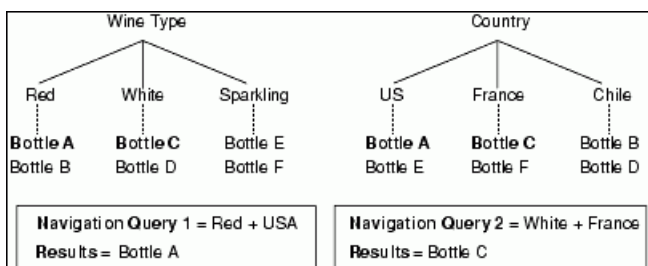 Wine Type
Country
Red White Sparkling
US France Chile
Bottle A Bottle C Bottle E
Bottle B Bottle D Bottle F
Bottle A Bottle C Bottle B
Bottle E Bottle F Bottle D
Navigation Query 1 = Red + USA
Results = Bottle A
Navigation Query 2 = White + France
Results = Bottle C